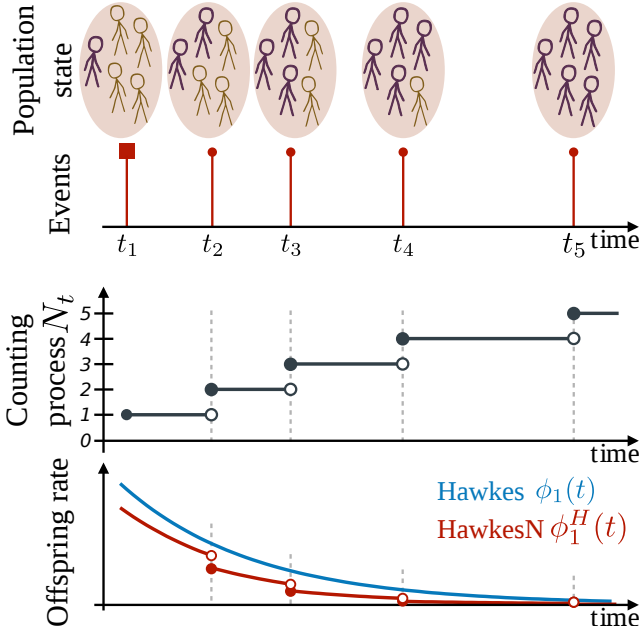 Population
state
Events
t₁ t₂ t₃ t₄ t₅ time
Counting
process Nₜ
5
4
3
2
1
0
time
Offspring rate
Hawkes ϕ₁(t)
HawkesN ϕ₁ᴴ(t)
time